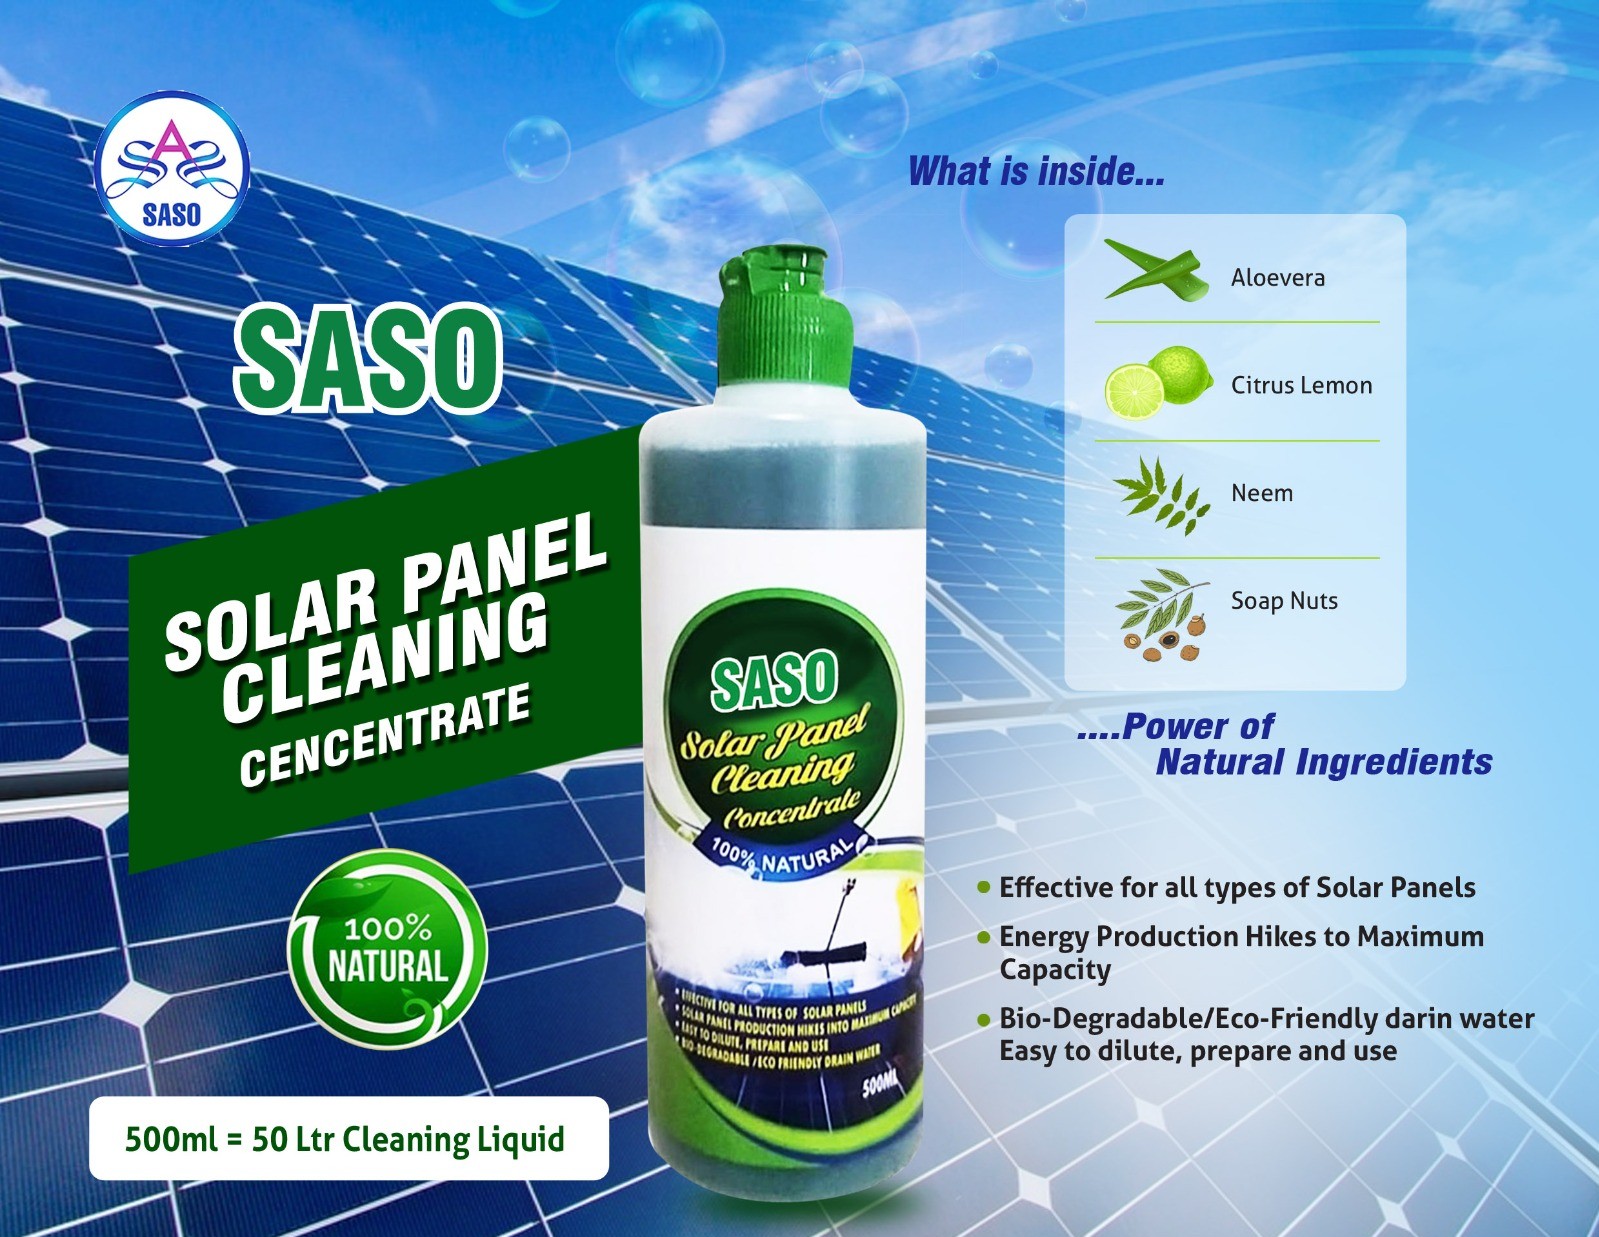 A
SASO
SASO
SOLAR PANEL
CLEANING
CENCENTRATE
100%
NATURAL
500ml = 50 Ltr Cleaning Liquid
SASO
Solar Panel
Cleaning
Concentrate
100% NATURAL
• EFFECTIVE FOR ALL TYPES OF SOLAR PANELS
• SOLAR PANEL PRODUCTION HIKES INTO MAXIMUM CAPACITY
• EASY TO DILUTE, PREPARE AND USE
• BIO-DEGRADABLE /ECO FRIENDLY DRAIN WATER
500ML
What is inside...
Aloevera
Citrus Lemon
Neem
Soap Nuts
....Power of
Natural Ingredients
• Effective for all types of Solar Panels
• Energy Production Hikes to Maximum
Capacity
• Bio-Degradable/Eco-Friendly darin water
Easy to dilute, prepare and use